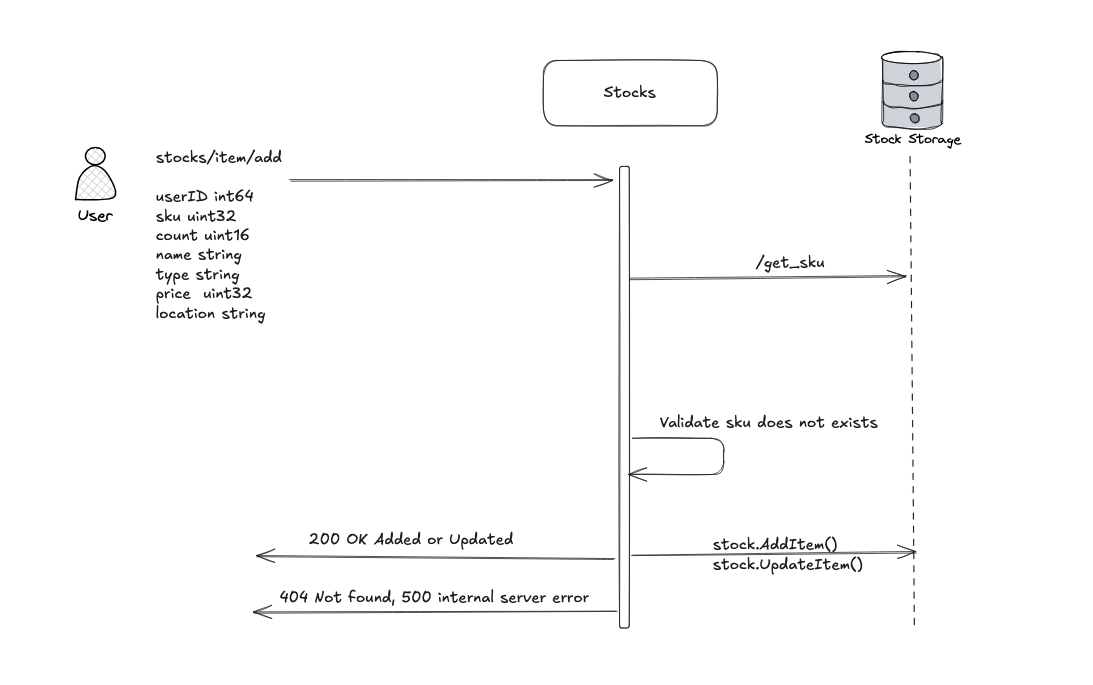 Stocks
Stock Storage
User
stocks/item/add
userID int64
sku uint32
count uint16
name string
type string
price  uint32
location string
/get_sku
Validate sku does not exists
200 OK Added or Updated
stock.AddItem()
stock.UpdateItem()
404 Not found, 500 internal server error